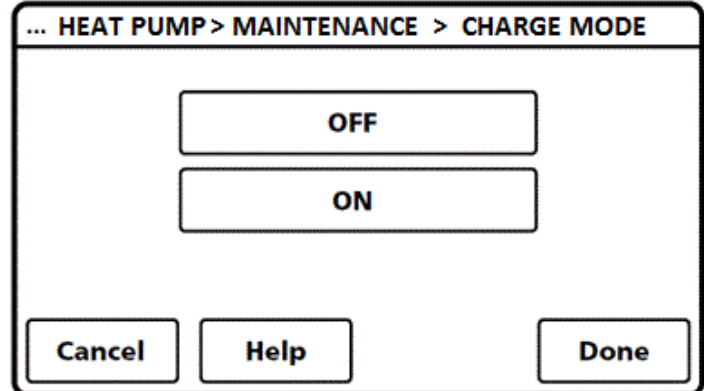 ... HEAT PUMP > MAINTENANCE > CHARGE MODE
OFF
ON
Cancel Help Done